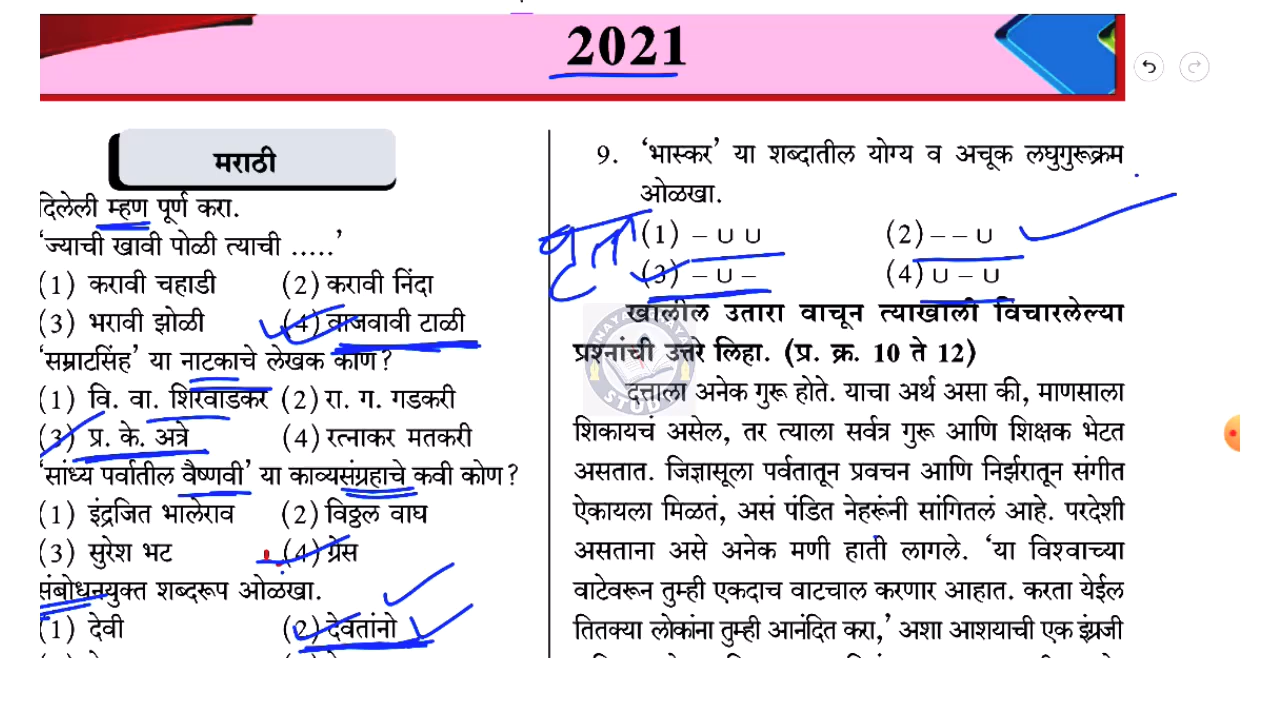 2021
मराठी
दिलेली म्हण पूर्ण करा.
‘ज्याची खावी पोळी त्याची .....’
(1) करावी चहाडी (2) करावी निंदा
(3) भरावी झोळी (4) वाजवावी टाळी
‘सम्राटसिंह’ या नाटकाचे लेखक कोण?
(1) वि. वा. शिरवाडकर (2) रा. ग. गडकरी
(3) प्र. के. अत्रे (4) रत्नाकर मतकरी
‘सांध्य पर्वातील वैष्णवी’ या काव्यसंग्रहाचे कवी कोण?
(1) इंद्रजित भालेराव (2) विठ्ठल वाघ
(3) सुरेश भट (4) ग्रेस
संबोधनयुक्त शब्दरूप ओळखा.
(1) देवी (2) देवतांनो
9. ‘भास्कर’ या शब्दातील योग्य व अचूक लघुगुरूक्रम
ओळखा.
वृत्त
(1) – ∪ ∪ (2) – – ∪
(3) – ∪ – (4) ∪ – ∪
खालील उतारा वाचून त्याखाली विचारलेल्या
प्रश्नांची उत्तरे लिहा. (प्र. क्र. 10 ते 12)
दत्ताला अनेक गुरू होते. याचा अर्थ असा की, माणसाला
शिकायचं असेल, तर त्याला सर्वत्र गुरू आणि शिक्षक भेटत
असतात. जिज्ञासूला पर्वतातून प्रवचन आणि निर्झरातून संगीत
ऐकायला मिळतं, असं पंडित नेहरूंनी सांगितलं आहे. परदेशी
असताना असे अनेक मणी हाती लागले. ‘या विश्वाच्या
वाटेवरून तुम्ही एकदाच वाटचाल करणार आहात. करता येईल
तितक्या लोकांना तुम्ही आनंदित करा,’ अशा आशयाची एक इंग्रजी